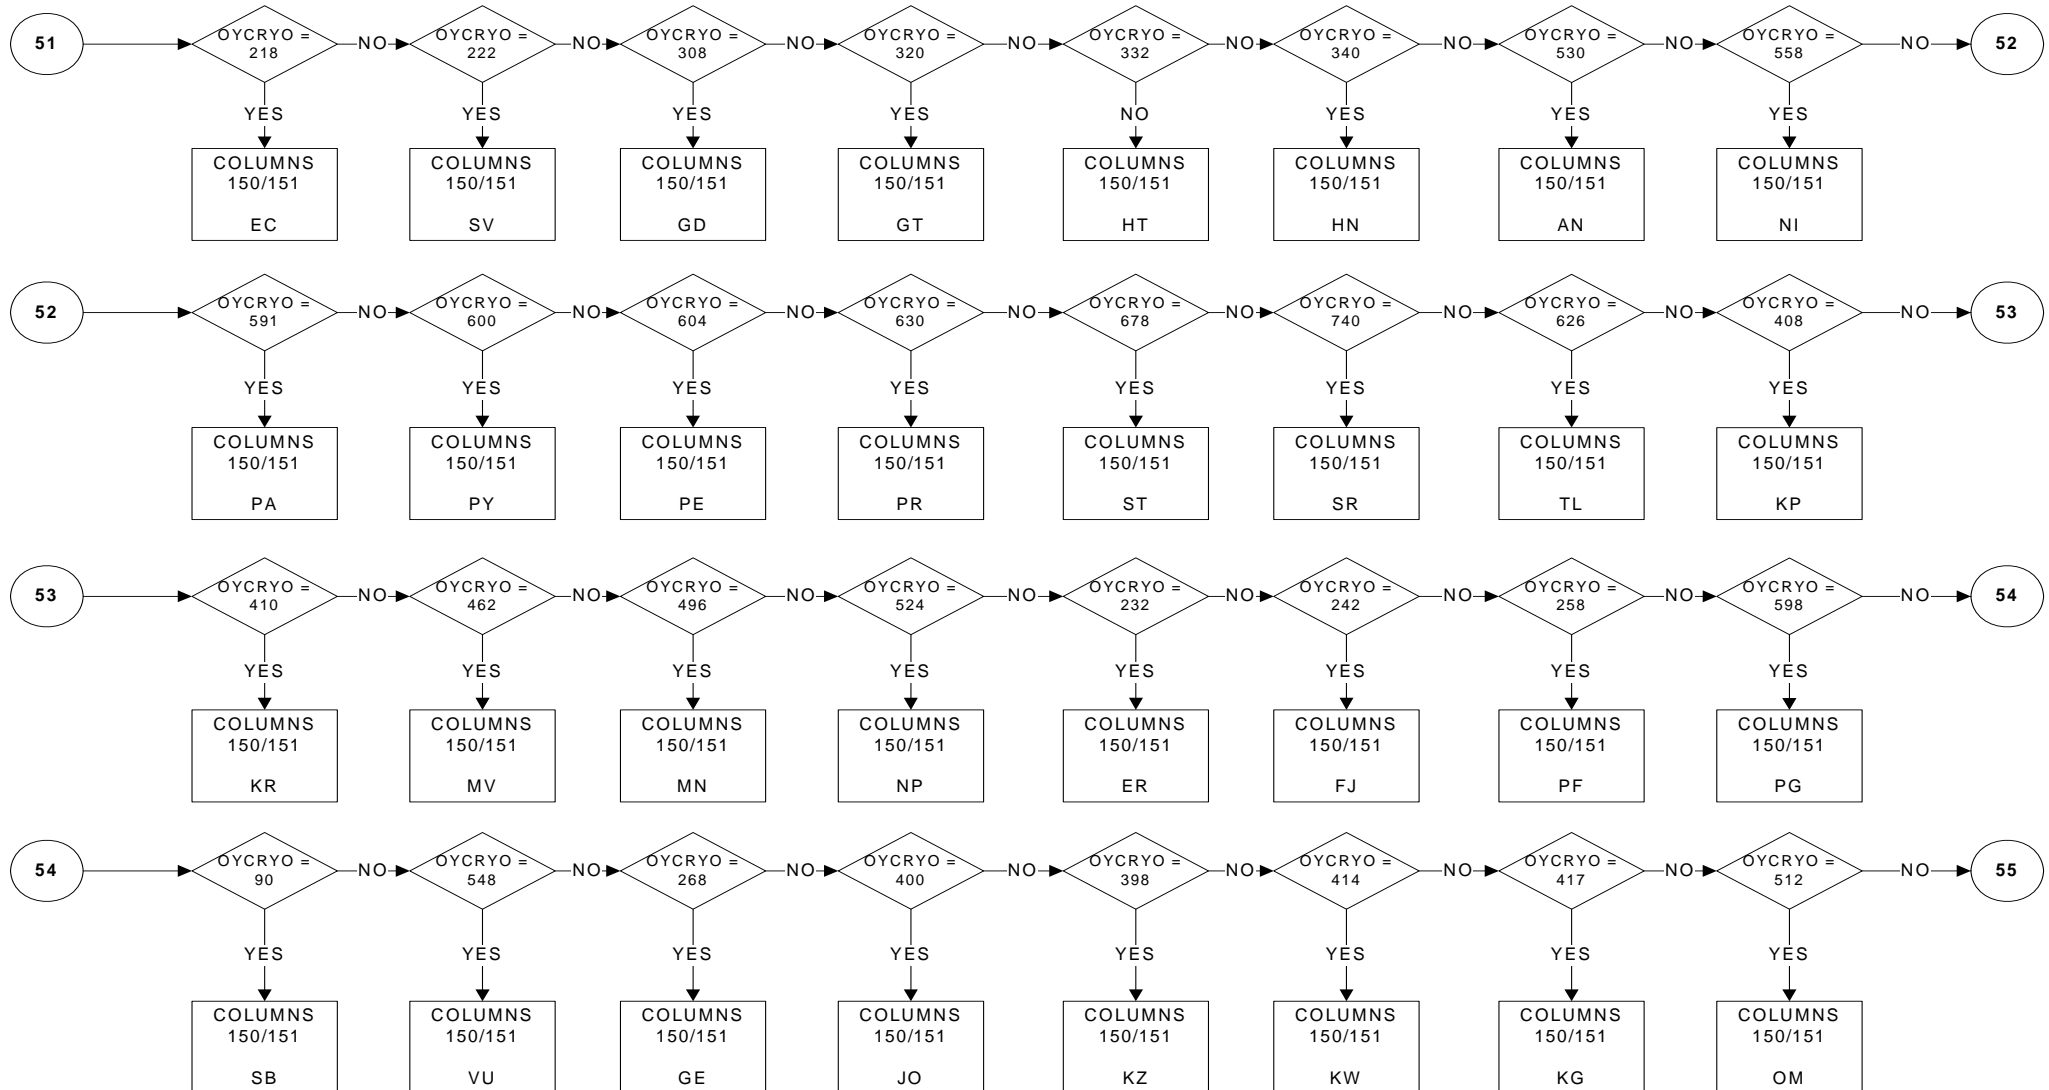 51
OYCRYO =
218
NO
OYCRYO =
222
NO
OYCRYO =
308
NO
OYCRYO =
320
NO
OYCRYO =
332
NO
OYCRYO =
340
NO
OYCRYO =
530
NO
OYCRYO =
558
NO
52
YES
YES
YES
YES
NO
YES
YES
YES
COLUMNS
150/151
EC
COLUMNS
150/151
SV
COLUMNS
150/151
GD
COLUMNS
150/151
GT
COLUMNS
150/151
HT
COLUMNS
150/151
HN
COLUMNS
150/151
AN
COLUMNS
150/151
NI
52
OYCRYO =
591
NO
OYCRYO =
600
NO
OYCRYO =
604
NO
OYCRYO =
630
NO
OYCRYO =
678
NO
OYCRYO =
740
NO
OYCRYO =
626
NO
OYCRYO =
408
NO
53
YES
YES
YES
YES
YES
YES
YES
YES
COLUMNS
150/151
PA
COLUMNS
150/151
PY
COLUMNS
150/151
PE
COLUMNS
150/151
PR
COLUMNS
150/151
ST
COLUMNS
150/151
SR
COLUMNS
150/151
TL
COLUMNS
150/151
KP
53
OYCRYO =
410
NO
OYCRYO =
462
NO
OYCRYO =
496
NO
OYCRYO =
524
NO
OYCRYO =
232
NO
OYCRYO =
242
NO
OYCRYO =
258
NO
OYCRYO =
598
NO
54
YES
YES
YES
YES
YES
YES
YES
YES
COLUMNS
150/151
KR
COLUMNS
150/151
MV
COLUMNS
150/151
MN
COLUMNS
150/151
NP
COLUMNS
150/151
ER
COLUMNS
150/151
FJ
COLUMNS
150/151
PF
COLUMNS
150/151
PG
54
OYCRYO =
90
NO
OYCRYO =
548
NO
OYCRYO =
268
NO
OYCRYO =
400
NO
OYCRYO =
398
NO
OYCRYO =
414
NO
OYCRYO =
417
NO
OYCRYO =
512
NO
55
YES
YES
YES
YES
YES
YES
YES
YES
COLUMNS
150/151
SB
COLUMNS
150/151
VU
COLUMNS
150/151
GE
COLUMNS
150/151
JO
COLUMNS
150/151
KZ
COLUMNS
150/151
KW
COLUMNS
150/151
KG
COLUMNS
150/151
OM